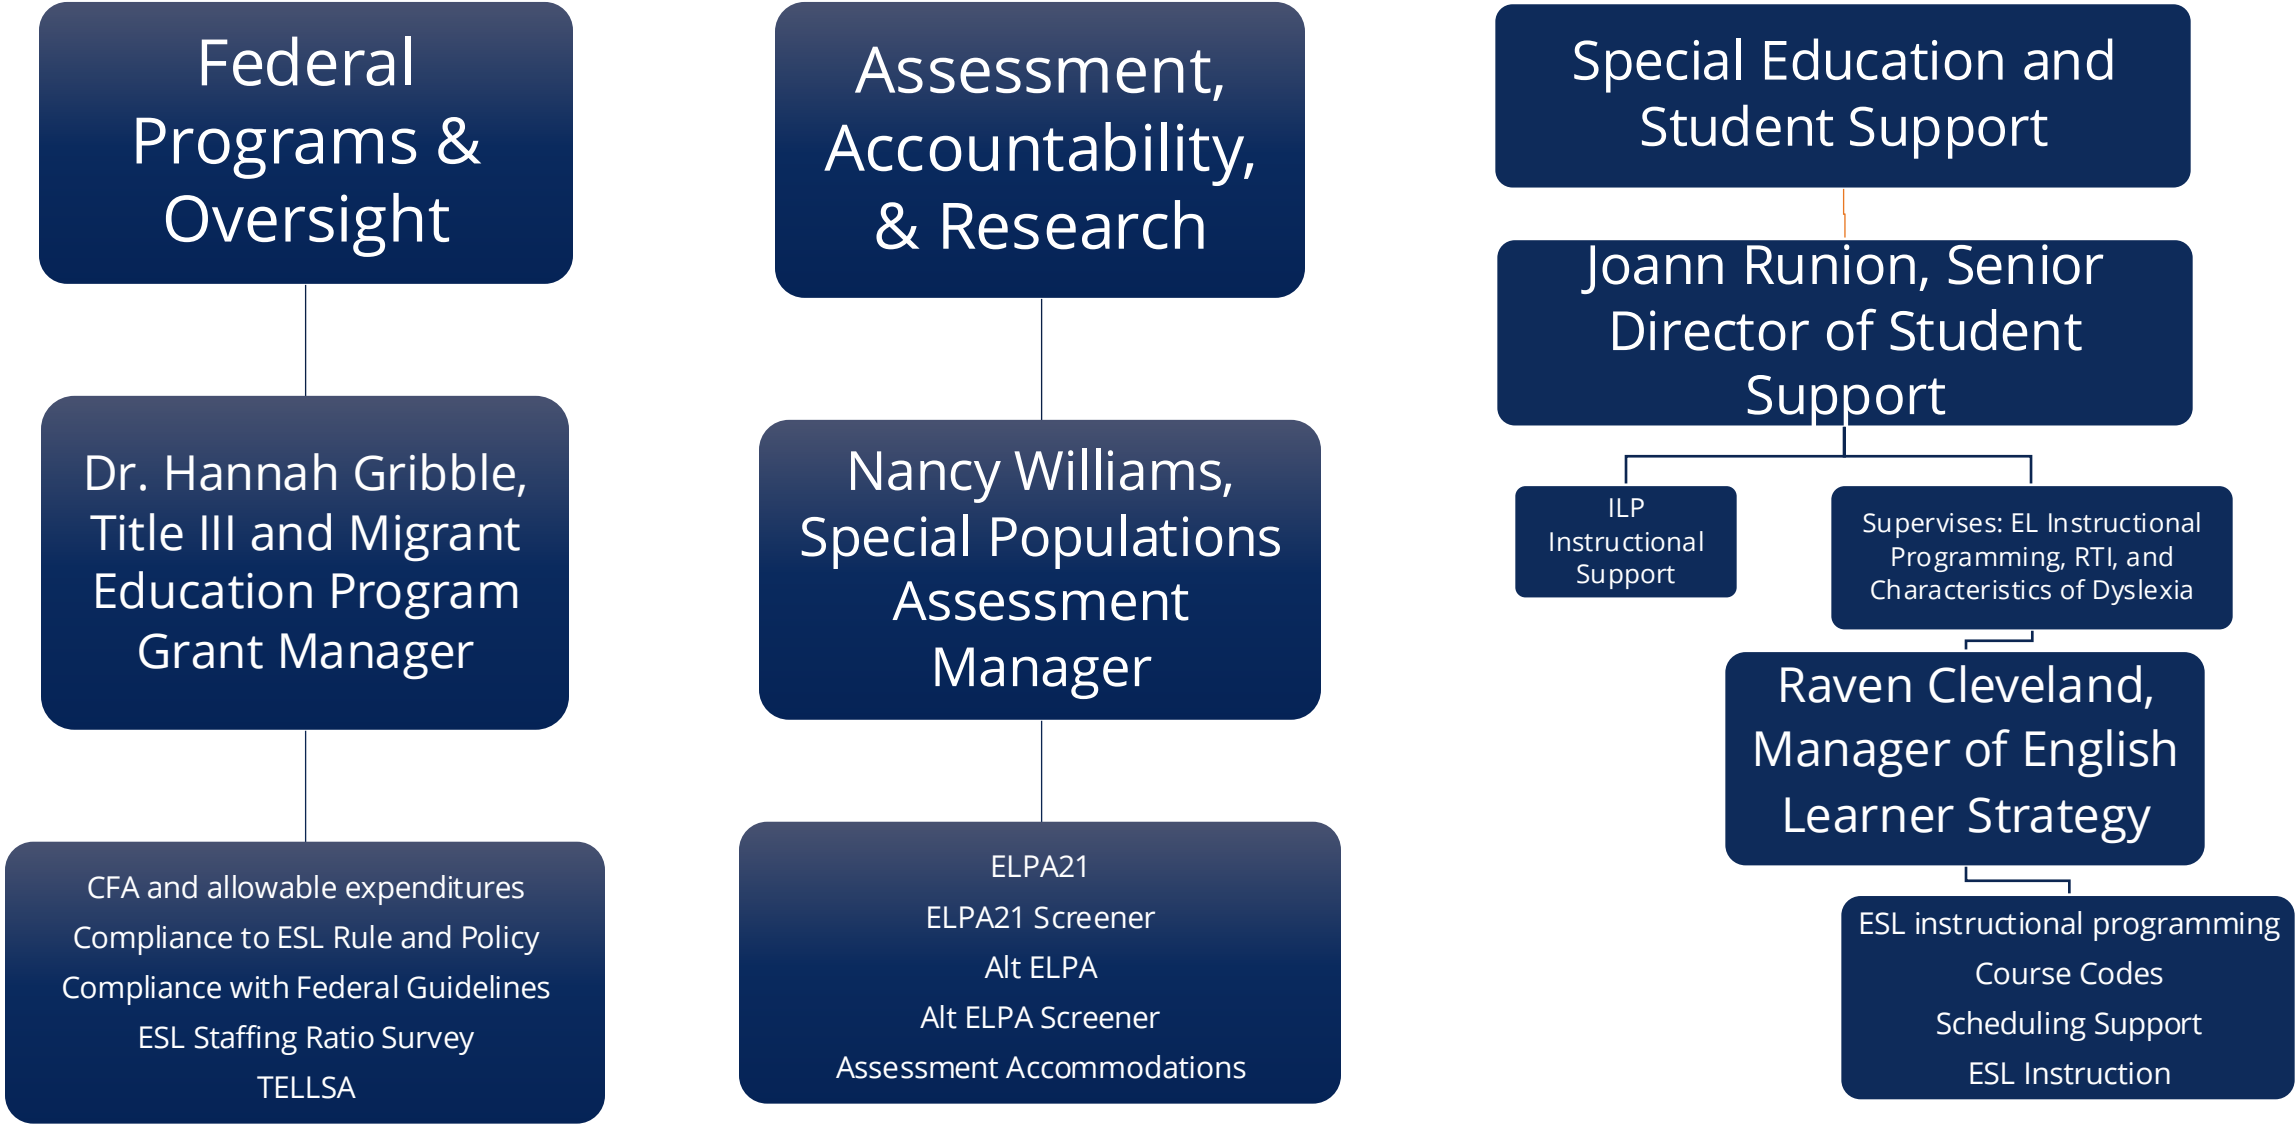 Federal
Programs &
Oversight
Dr. Hannah Gribble,
Title III and Migrant
Education Program
Grant Manager
CFA and allowable expenditures
Compliance to ESL Rule and Policy
Compliance with Federal Guidelines
ESL Staffing Ratio Survey
TELLSA
Assessment,
Accountability,
& Research
Nancy Williams,
Special Populations
Assessment
Manager
ELPA21
ELPA21 Screener
Alt ELPA
Alt ELPA Screener
Assessment Accommodations
Special Education and
Student Support
Joann Runion, Senior
Director of Student
Support
ILP
Instructional
Support
Supervises: EL Instructional
Programming, RTI, and
Characteristics of Dyslexia
Raven Cleveland,
Manager of English
Learner Strategy
ESL instructional programming
Course Codes
Scheduling Support
ESL Instruction